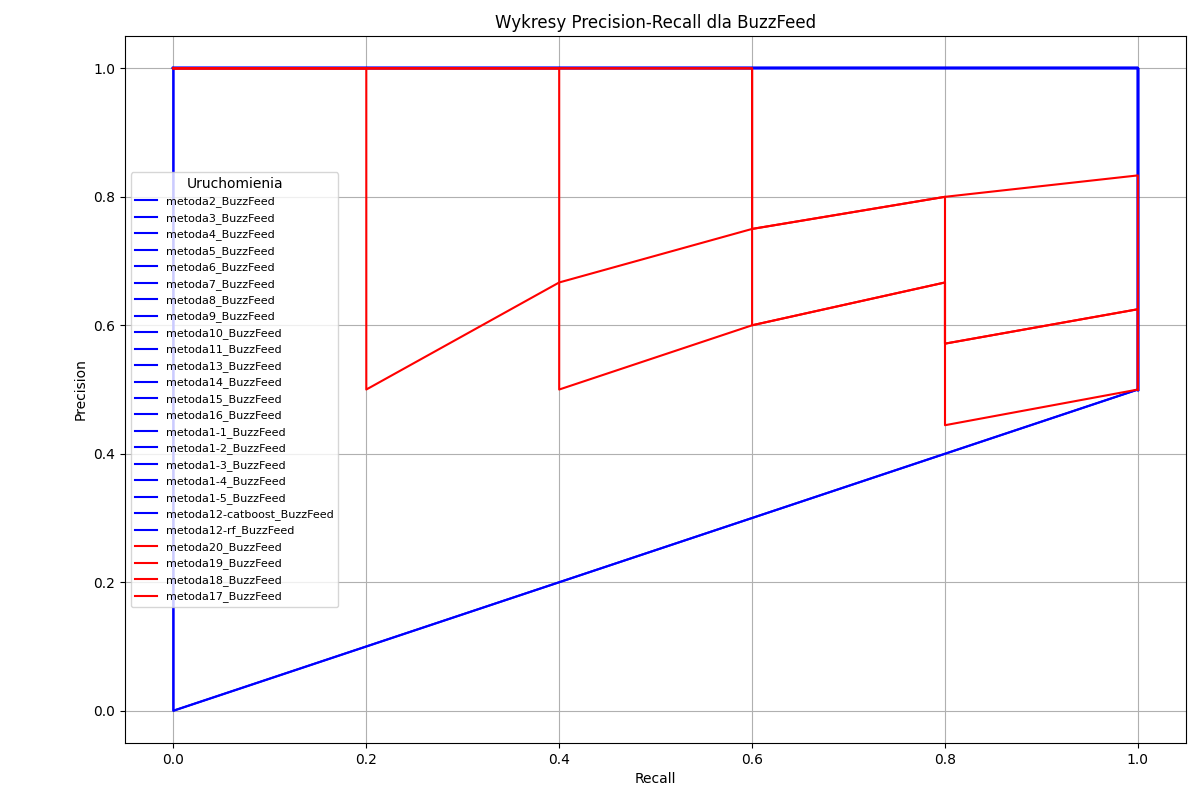 Wykresy Precision-Recall dla BuzzFeed
1.0
0.8
0.6
0.4
0.2
0.0
Precision
Uruchomienia
metoda2_BuzzFeed
metoda3_BuzzFeed
metoda4_BuzzFeed
metoda5_BuzzFeed
metoda6_BuzzFeed
metoda7_BuzzFeed
metoda8_BuzzFeed
metoda9_BuzzFeed
metoda10_BuzzFeed
metoda11_BuzzFeed
metoda13_BuzzFeed
metoda14_BuzzFeed
metoda15_BuzzFeed
metoda16_BuzzFeed
metoda1-1_BuzzFeed
metoda1-2_BuzzFeed
metoda1-3_BuzzFeed
metoda1-4_BuzzFeed
metoda1-5_BuzzFeed
metoda12-catboost_BuzzFeed
metoda12-rf_BuzzFeed
metoda20_BuzzFeed
metoda19_BuzzFeed
metoda18_BuzzFeed
metoda17_BuzzFeed
0.0 0.2 0.4 0.6 0.8 1.0
Recall